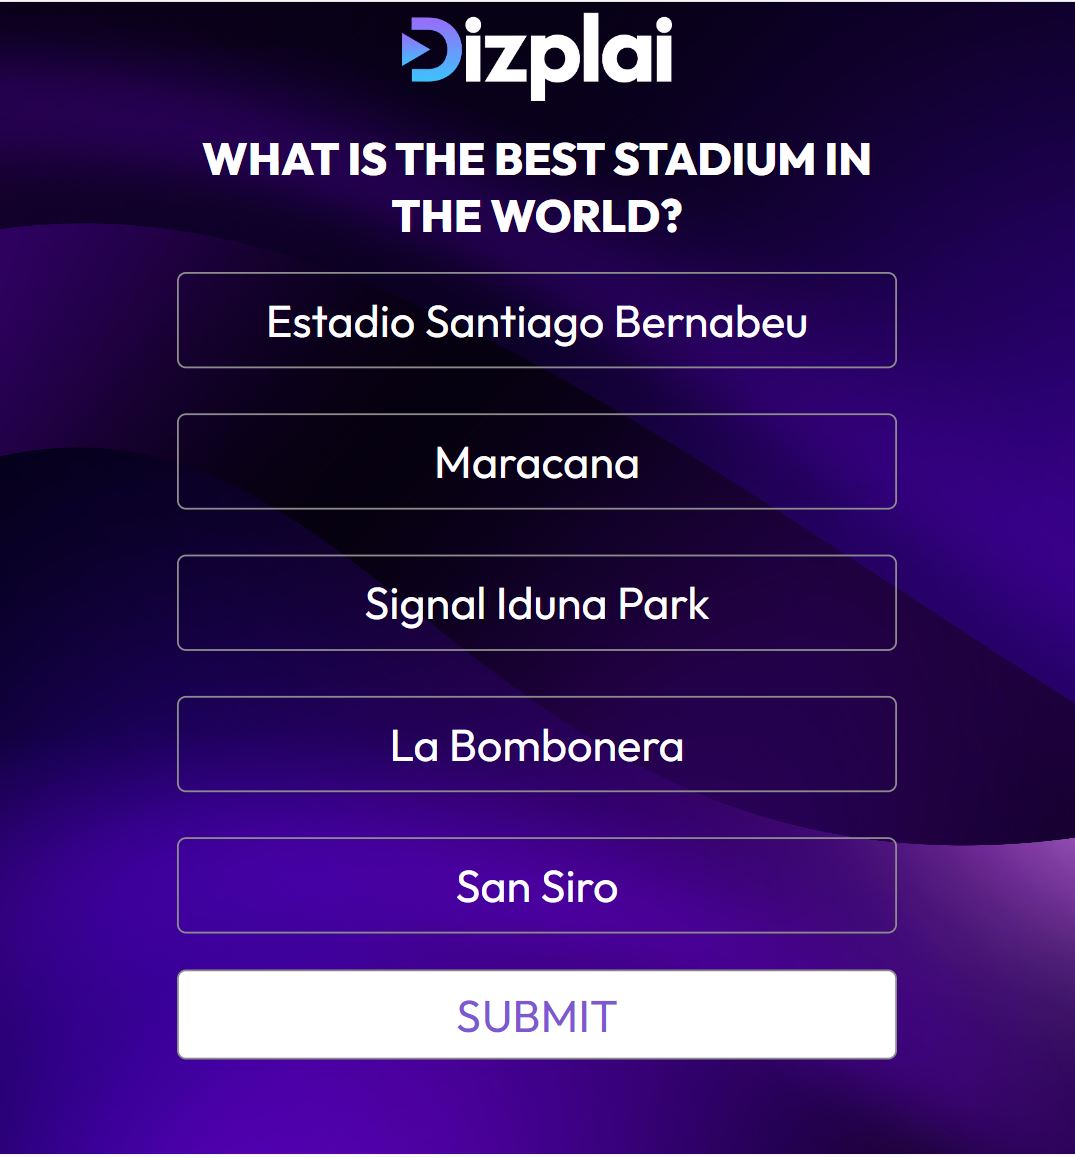 Dizplai
WHAT IS THE BEST STADIUM IN
THE WORLD?
Estadio Santiago Bernabeu
Maracana
Signal Iduna Park
La Bombonera
San Siro
SUBMIT